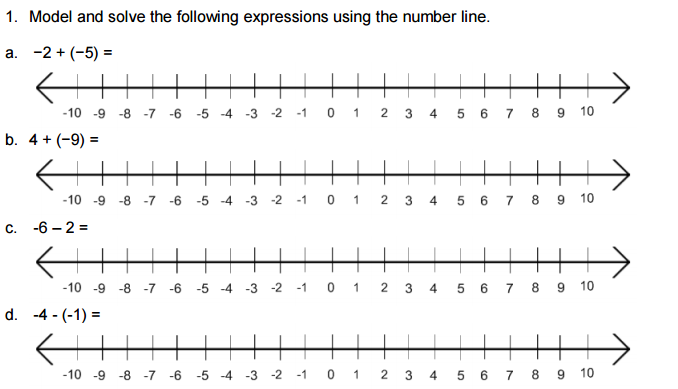 1. Model and solve the following expressions using the number line.
a. −2 + (−5) =
-10 -9 -8 -7 -6 -5 -4 -3 -2 -1 0 1 2 3 4 5 6 7 8 9 10
b. 4 + (−9) =
-10 -9 -8 -7 -6 -5 -4 -3 -2 -1 0 1 2 3 4 5 6 7 8 9 10
c. -6 – 2 =
-10 -9 -8 -7 -6 -5 -4 -3 -2 -1 0 1 2 3 4 5 6 7 8 9 10
d. -4 - (-1) =
-10 -9 -8 -7 -6 -5 -4 -3 -2 -1 0 1 2 3 4 5 6 7 8 9 10